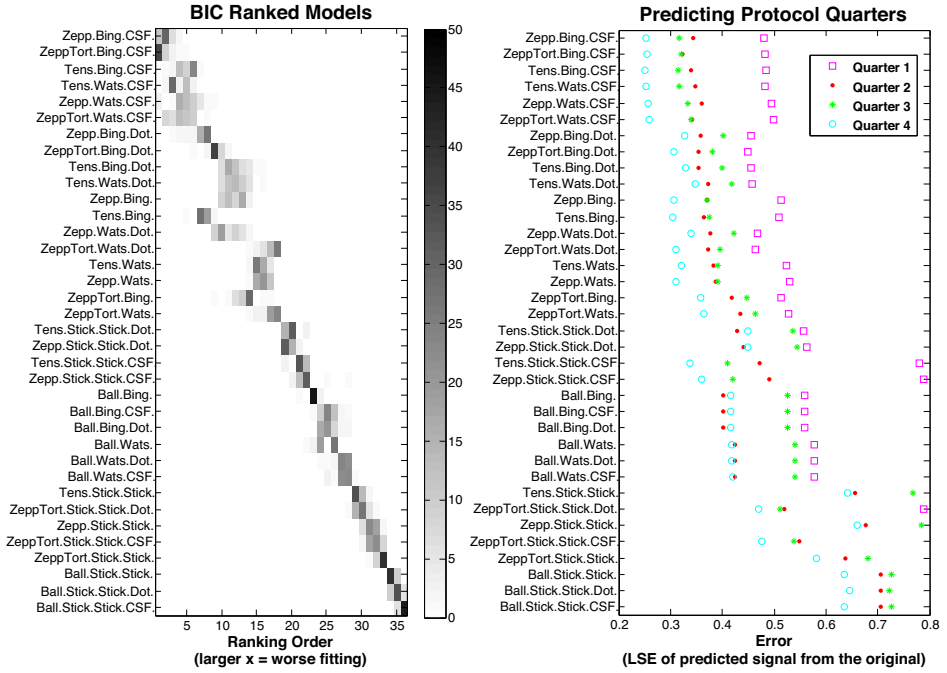 BIC Ranked Models
Zepp.Bing.CSF.
ZeppTort.Bing.CSF.
Tens.Bing.CSF.
Tens.Wats.CSF.
Zepp.Wats.CSF.
ZeppTort.Wats.CSF.
Zepp.Bing.Dot.
ZeppTort.Bing.Dot.
Tens.Bing.Dot.
Tens.Wats.Dot.
Zepp.Bing.
Tens.Bing.
Zepp.Wats.Dot.
ZeppTort.Wats.Dot.
Tens.Wats.
Zepp.Wats.
ZeppTort.Bing.
ZeppTort.Wats.
Tens.Stick.Stick.Dot.
Zepp.Stick.Stick.Dot.
Tens.Stick.Stick.CSF.
Zepp.Stick.Stick.CSF.
Ball.Bing.
Ball.Bing.CSF.
Ball.Bing.Dot.
Ball.Wats.
Ball.Wats.Dot.
Ball.Wats.CSF.
Tens.Stick.Stick.
ZeppTort.Stick.Stick.Dot.
Zepp.Stick.Stick.
ZeppTort.Stick.Stick.CSF.
ZeppTort.Stick.Stick.
Ball.Stick.Stick.
Ball.Stick.Stick.Dot.
Ball.Stick.Stick.CSF.
5 10 15 20 25 30 35
Ranking Order
(larger x = worse fitting)
50
45
40
35
30
25
20
15
10
5
0
Predicting Protocol Quarters
Zepp.Bing.CSF.
ZeppTort.Bing.CSF.
Tens.Bing.CSF.
Tens.Wats.CSF.
Zepp.Wats.CSF.
ZeppTort.Wats.CSF.
Zepp.Bing.Dot.
ZeppTort.Bing.Dot.
Tens.Bing.Dot.
Tens.Wats.Dot.
Zepp.Bing.
Tens.Bing.
Zepp.Wats.Dot.
ZeppTort.Wats.Dot.
Tens.Wats.
Zepp.Wats.
ZeppTort.Bing.
ZeppTort.Wats.
Tens.Stick.Stick.Dot.
Zepp.Stick.Stick.Dot.
Tens.Stick.Stick.CSF.
Zepp.Stick.Stick.CSF.
Ball.Bing.
Ball.Bing.CSF.
Ball.Bing.Dot.
Ball.Wats.
Ball.Wats.Dot.
Ball.Wats.CSF.
Tens.Stick.Stick.
ZeppTort.Stick.Stick.Dot.
Zepp.Stick.Stick.
ZeppTort.Stick.Stick.CSF.
ZeppTort.Stick.Stick.
Ball.Stick.Stick.
Ball.Stick.Stick.Dot.
Ball.Stick.Stick.CSF.
Quarter 1
Quarter 2
Quarter 3
Quarter 4
0.2 0.3 0.4 0.5 0.6 0.7 0.8
Error
(LSE of predicted signal from the original)